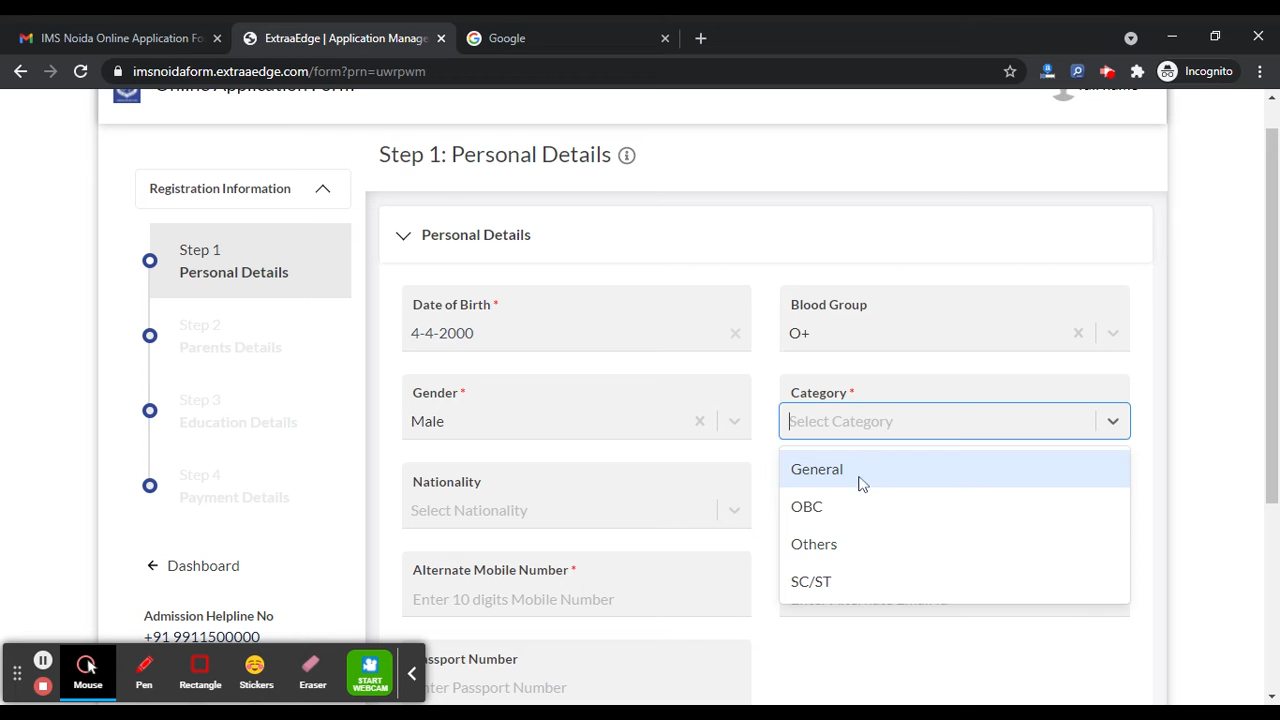 IMS Noida Online Application Fo
ExtraaEdge | Application Manage
Google
imsnoidaform.extraaedge.com/form?prn=uwrpwm
Incognito
Online Application Form
Step 1: Personal Details
Registration Information
Step 1
Personal Details
Step 2
Parents Details
Step 3
Education Details
Step 4
Payment Details
Dashboard
Admission Helpline No
+91 9911500000
Personal Details
Date of Birth *
4-4-2000
Blood Group
O+
Gender *
Male
Category *
Select Category
General
OBC
Others
SC/ST
Nationality
Select Nationality
Alternate Mobile Number *
Enter 10 digits Mobile Number
Passport Number
Enter Passport Number
Mouse
Pen
Rectangle
Stickers
Eraser
START
WEBCAM